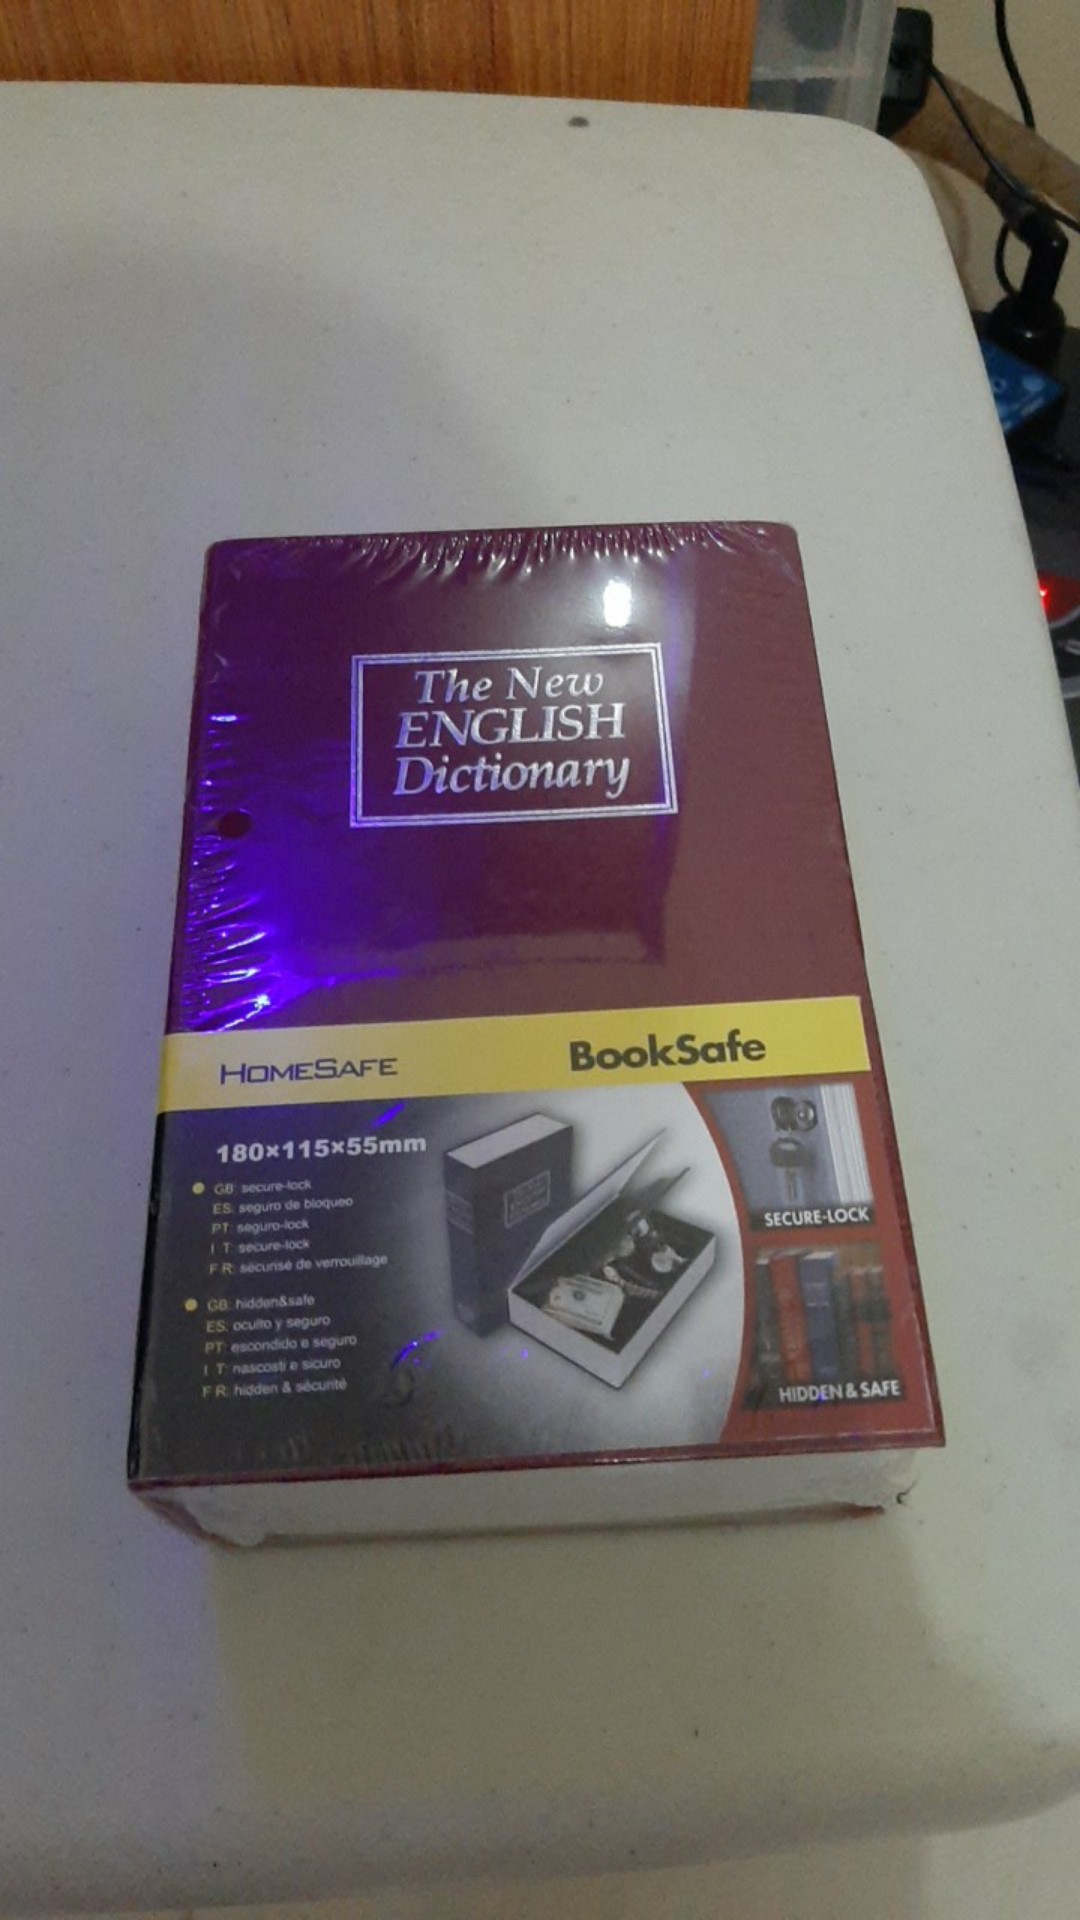 The New
ENGLISH
Dictionary
HOMESAFE
BookSafe
180×115×55mm
GB: secure-lock
ES: seguro de bloqueo
PT: seguro-lock
I T: secure-lock
F R: sécurisé de verrouillage
GB: hidden&safe
ES: oculto y seguro
PT: escondido e seguro
I T: nascosti e sicuro
F R: hidden & sécurité
SECURE-LOCK
HIDDEN & SAFE